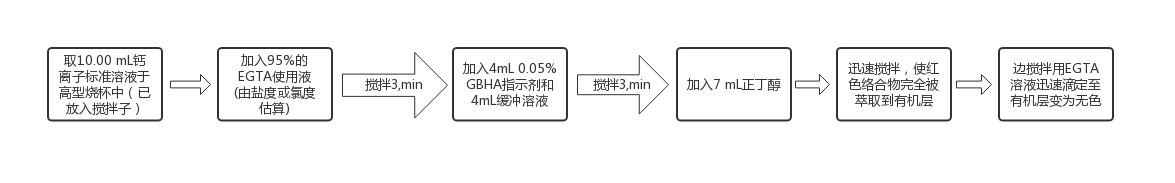 取10.00 mL钙
离子标准溶液于
高型烧杯中（已
放入搅拌子）
加入95%的
EGTA使用液
(由盐度或氯度
估算)
搅拌3,min
加入4mL 0.05%
GBHA指示剂和
4mL缓冲溶液
搅拌3,min
加入7 mL正丁醇
迅速搅拌，使红
色络合物完全被
萃取到有机层
边搅拌用EGTA
溶液迅速滴定至
有机层变为无色